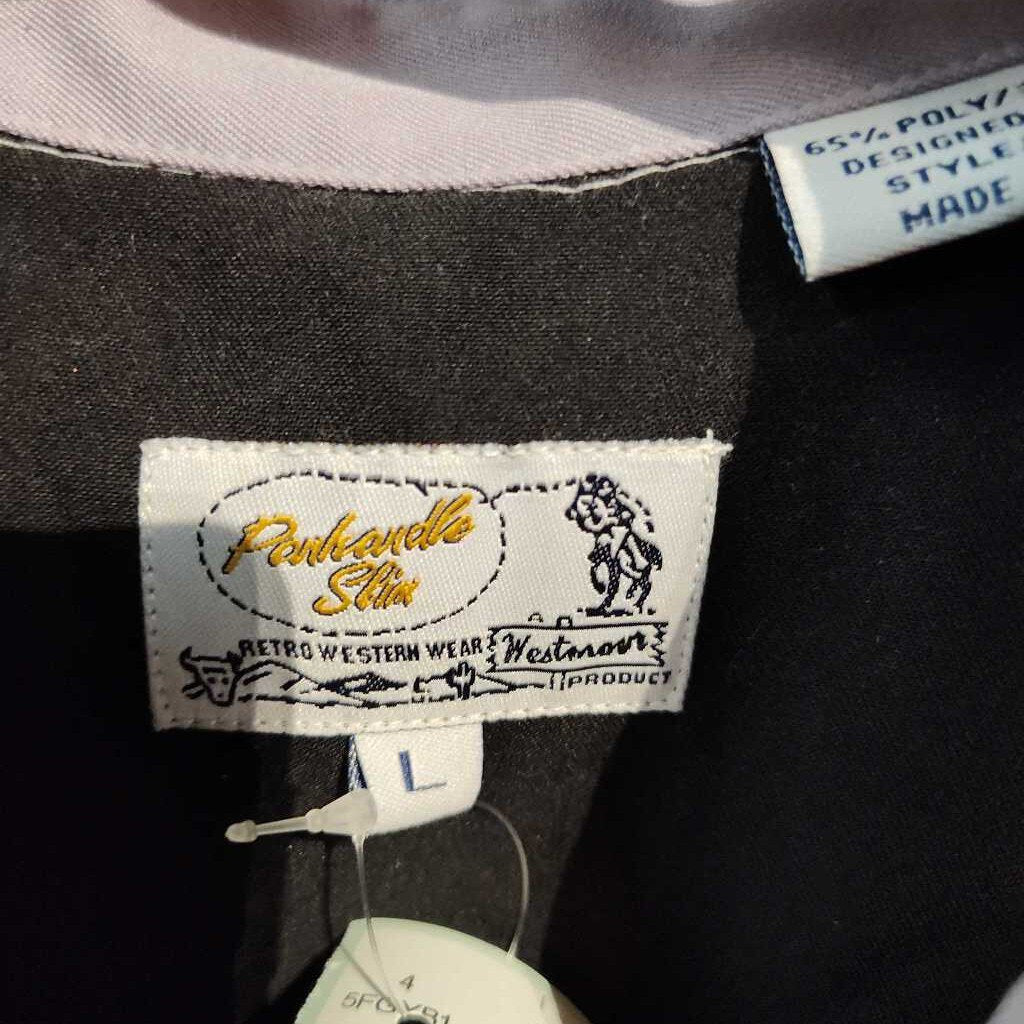 65% POLY/
DESIGNED
STYLE
MADE
Panhandle
Slim
RETRO WESTERN WEAR
Westmoor
PRODUCT
L
4